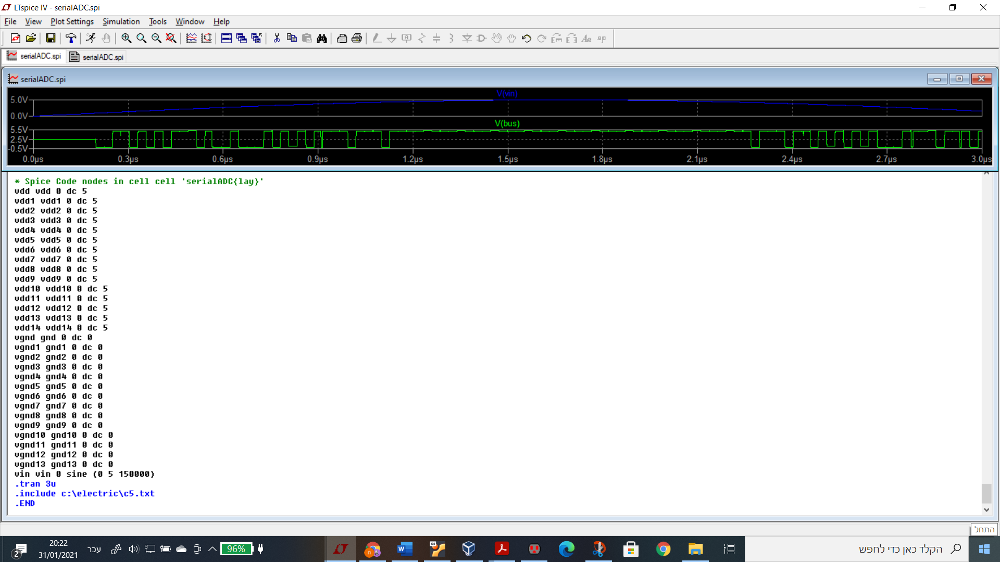 LTspice IV - serialADC.spi
File View Plot Settings Simulation Tools Window Help
serialADC.spi serialADC.spi
serialADC.spi
V(vin)
5.0V
0.0V
V(bus)
5.5V
2.5V
-0.5V
0.0µs 0.3µs 0.6µs 0.9µs 1.2µs 1.5µs 1.8µs 2.1µs 2.4µs 2.7µs 3.0µs
* Spice Code nodes in cell cell 'serialADC{lay}'
vdd vdd 0 dc 5
vdd1 vdd1 0 dc 5
vdd2 vdd2 0 dc 5
vdd3 vdd3 0 dc 5
vdd4 vdd4 0 dc 5
vdd5 vdd5 0 dc 5
vdd6 vdd6 0 dc 5
vdd7 vdd7 0 dc 5
vdd8 vdd8 0 dc 5
vdd9 vdd9 0 dc 5
vdd10 vdd10 0 dc 5
vdd11 vdd11 0 dc 5
vdd12 vdd12 0 dc 5
vdd13 vdd13 0 dc 5
vdd14 vdd14 0 dc 5
vgnd gnd 0 dc 0
vgnd1 gnd1 0 dc 0
vgnd2 gnd2 0 dc 0
vgnd3 gnd3 0 dc 0
vgnd4 gnd4 0 dc 0
vgnd5 gnd5 0 dc 0
vgnd6 gnd6 0 dc 0
vgnd7 gnd7 0 dc 0
vgnd8 gnd8 0 dc 0
vgnd9 gnd9 0 dc 0
vgnd10 gnd10 0 dc 0
vgnd11 gnd11 0 dc 0
vgnd12 gnd12 0 dc 0
vgnd13 gnd13 0 dc 0
vin vin 0 sine (0 5 150000)
.tran 3u
.include c:\electric\c5.txt
.END
התחל
20:22
31/01/2021
2
עבר
96%
הקלד כאן כדי לחפש